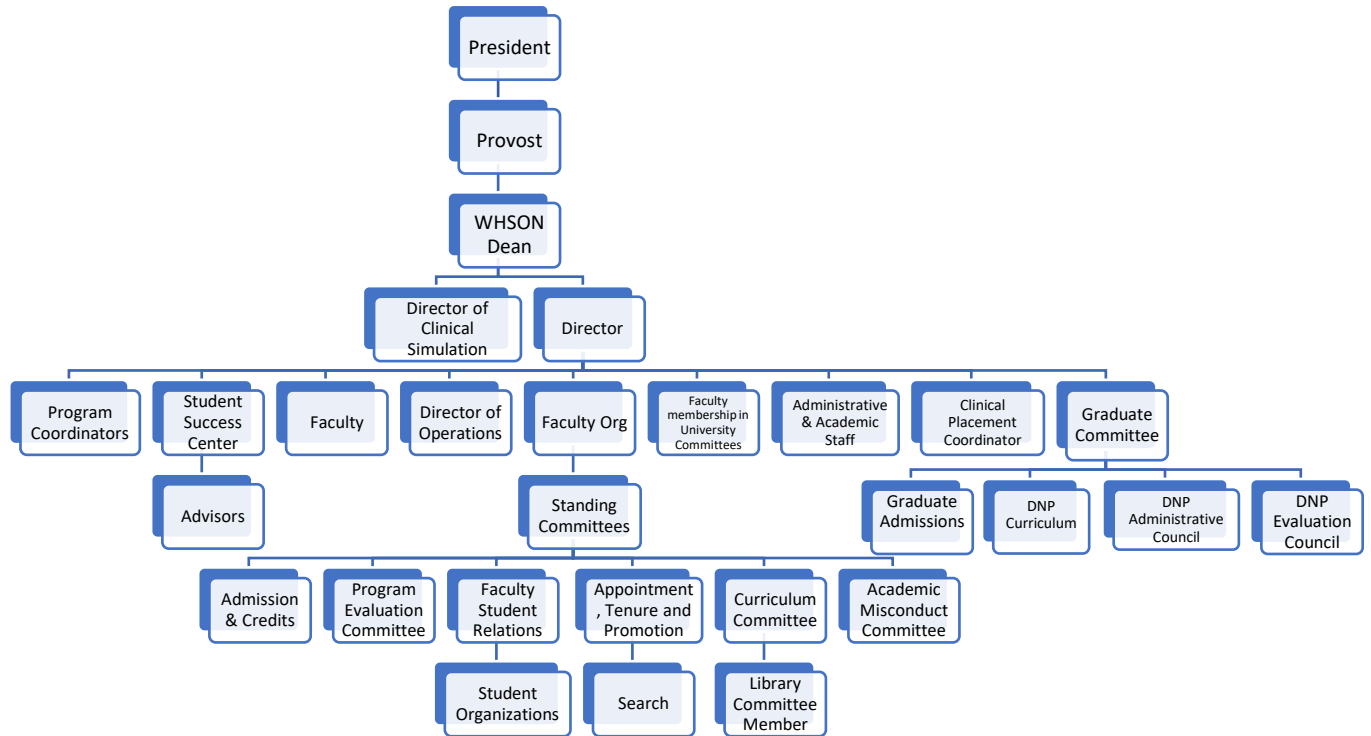 President
Provost
WHSON
Dean
Director of
Clinical
Simulation
Director
Program
Coordinators
Student
Success
Center
Faculty
Director of
Operations
Faculty Org
Faculty
membership in
University
Committees
Administrative
& Academic
Staff
Clinical
Placement
Coordinator
Graduate
Committee
Advisors
Standing
Committees
Graduate
Admissions
DNP
Curriculum
DNP
Administrative
Council
DNP
Evaluation
Council
Admission
& Credits
Program
Evaluation
Committee
Faculty
Student
Relations
Appointment
, Tenure and
Promotion
Curriculum
Committee
Academic
Misconduct
Committee
Student
Organizations
Search
Library
Committee
Member